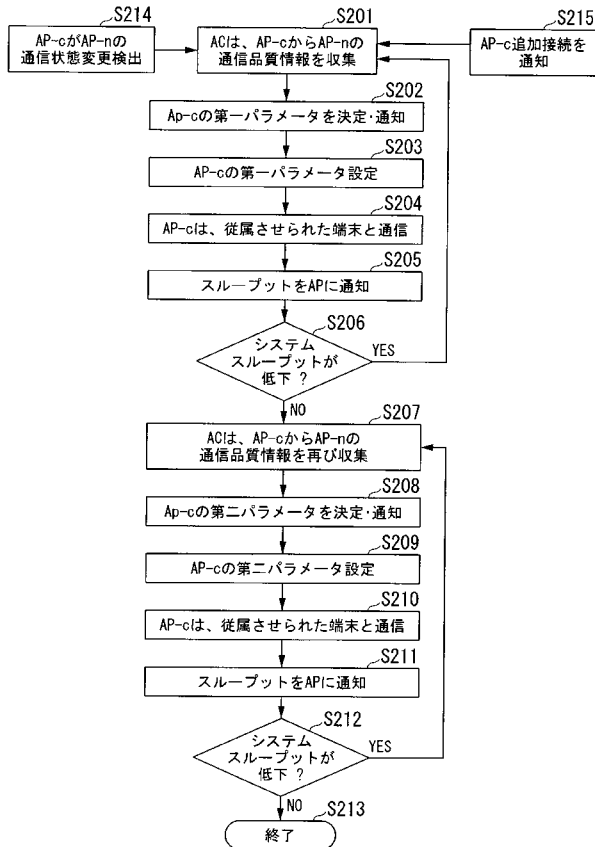 S214
AP-cがAP-nの
通信状態変更検出
S201
ACは、AP-cからAP-nの
通信品質情報を収集
S215
AP-c追加接続を
通知
S202
Ap-cの第一パラメータを決定･通知
S203
AP-cの第一パラメータ設定
S204
AP-cは、従属させられた端末と通信
S205
スループットをAPに通知
S206
システム
スループットが
低下 ?
YES
NO
S207
ACは、AP-cからAP-nの
通信品質情報を再び収集
S208
Ap-cの第二パラメータを決定･通知
S209
AP-cの第二パラメータ設定
S210
AP-cは、従属させられた端末と通信
S211
スループットをAPに通知
S212
システム
スループットが
低下 ?
YES
NO
S213
終了